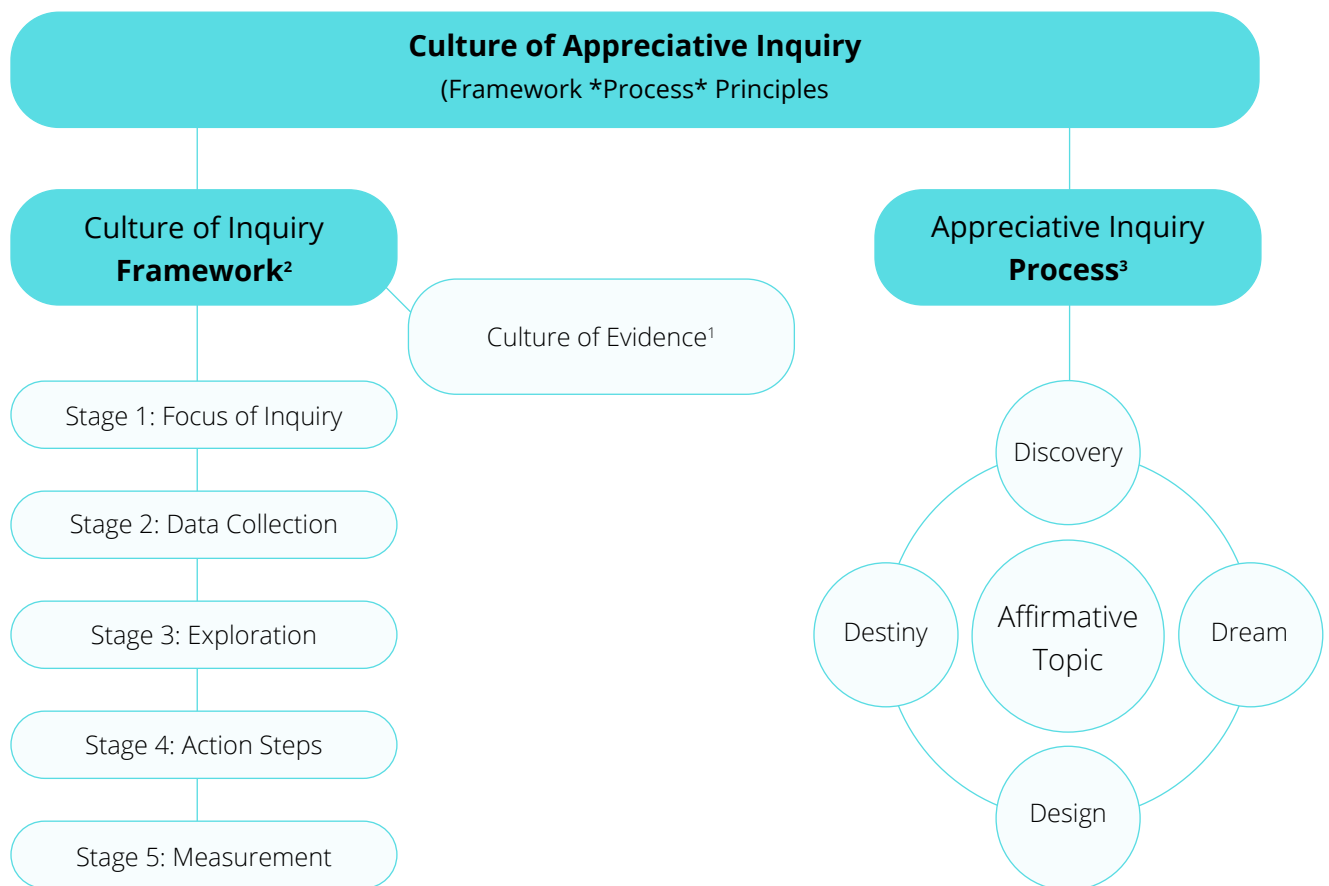 Culture of Appreciative Inquiry
(Framework *Process* Principles
Culture of Inquiry
Framework²
Appreciative Inquiry
Process³
Culture of Evidence¹
Stage 1: Focus of Inquiry
Stage 2: Data Collection
Stage 3: Exploration
Stage 4: Action Steps
Stage 5: Measurement
Discovery
Destiny
Affirmative
Topic
Dream
Design